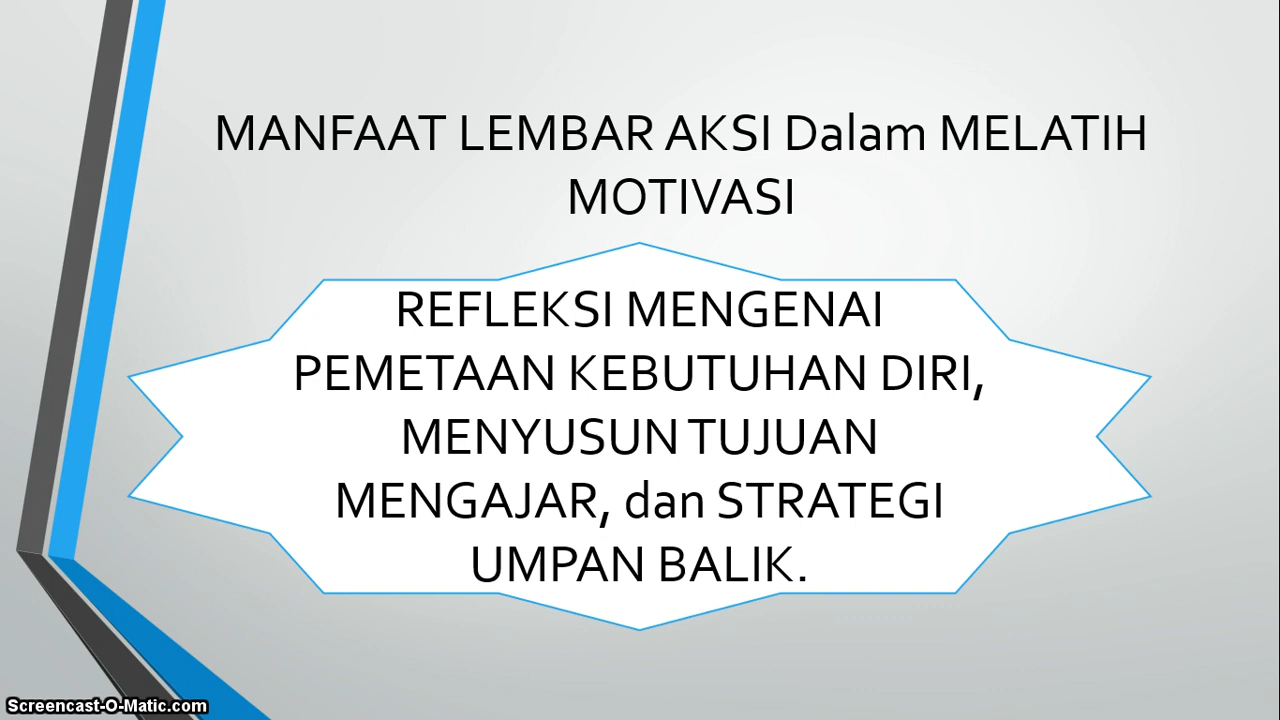 MANFAAT LEMBAR AKSI Dalam MELATIH
MOTIVASI
REFLEKSI MENGENAI
PEMETAAN KEBUTUHAN DIRI,
MENYUSUN TUJUAN
MENGAJAR, dan STRATEGI
UMPAN BALIK.
Screencast-O-Matic.com